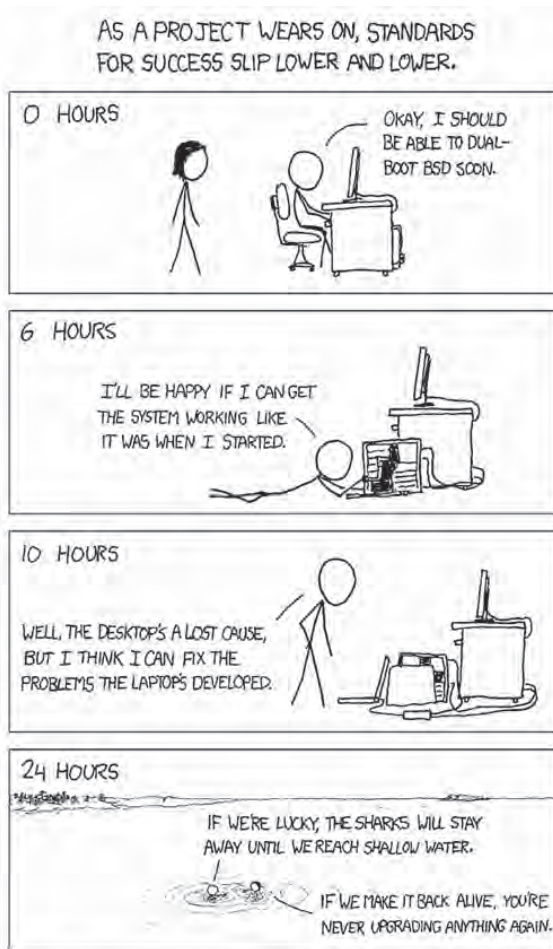 AS A PROJECT WEARS ON, STANDARDS
FOR SUCCESS SLIP LOWER AND LOWER.
0 HOURS
OKAY, I SHOULD
BE ABLE TO DUAL-
BOOT BSD SOON.
6 HOURS
I'LL BE HAPPY IF I CAN GET
THE SYSTEM WORKING LIKE
IT WAS WHEN I STARTED.
10 HOURS
WELL, THE DESKTOP'S A LOST CAUSE,
BUT I THINK I CAN FIX THE
PROBLEMS THE LAPTOP'S DEVELOPED.
24 HOURS
IF WE'RE LUCKY, THE SHARKS WILL STAY
AWAY UNTIL WE REACH SHALLOW WATER.
IF WE MAKE IT BACK ALIVE, YOU'RE
NEVER UPGRADING ANYTHING AGAIN.